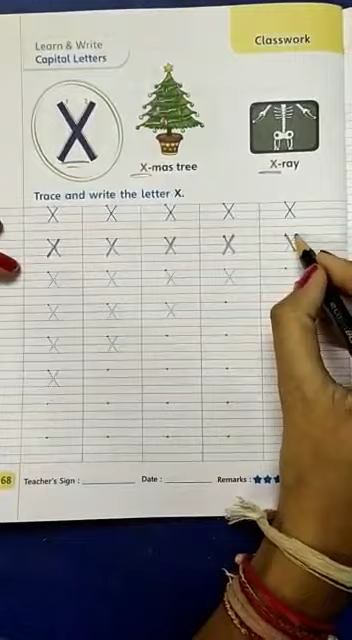 Learn & Write
Capital Letters
Classwork
X
X-mas tree
X-ray
Trace and write the letter X.
X X X X X
X X X X
X X X X
X X X
X X
X
68
Teacher's Sign : Date : Remarks :